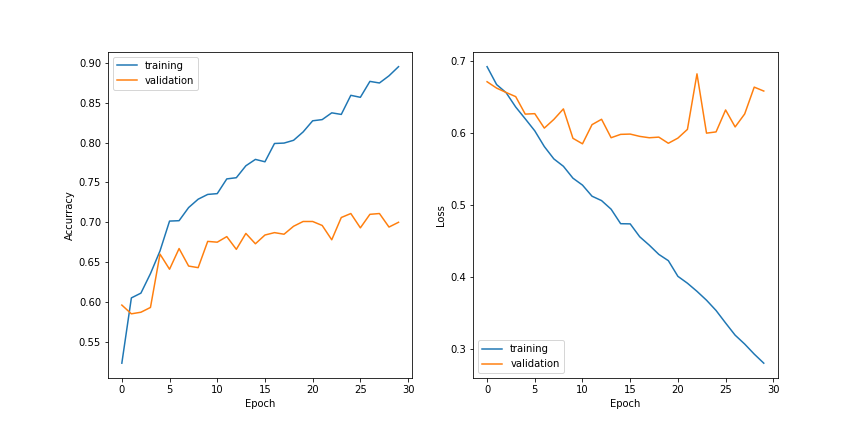 training
validation
0.90
0.85
0.80
0.75
0.70
0.65
0.60
0.55
Accurracy
0 5 10 15 20 25 30
Epoch
0.7
0.6
0.5
0.4
0.3
Loss
training
validation
0 5 10 15 20 25 30
Epoch